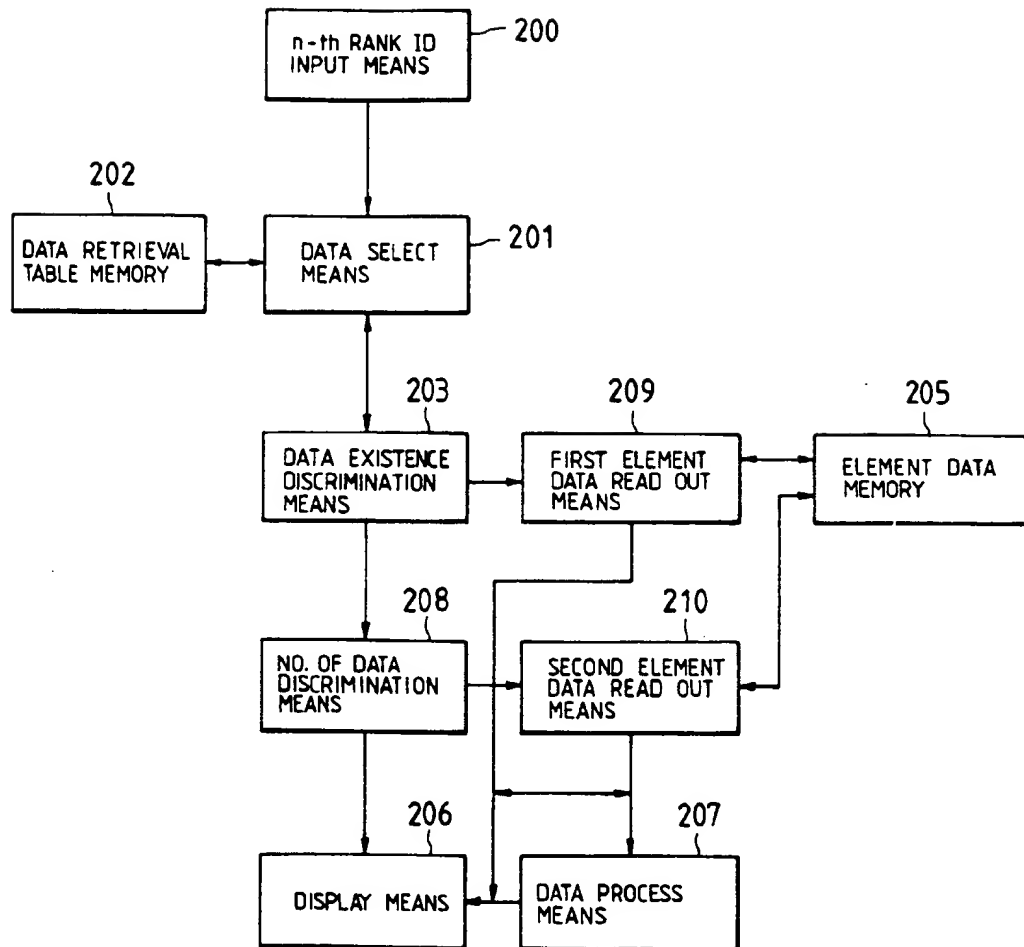 n-th RANK ID
INPUT MEANS
200
202
DATA RETRIEVAL
TABLE MEMORY
DATA SELECT
MEANS
201
203
209
205
DATA EXISTENCE
DISCRIMINATION
MEANS
FIRST ELEMENT
DATA READ OUT
MEANS
ELEMENT DATA
MEMORY
208
210
NO. OF DATA
DISCRIMINATION
MEANS
SECOND ELEMENT
DATA READ OUT
MEANS
206
207
DISPLAY MEANS
DATA PROCESS
MEANS